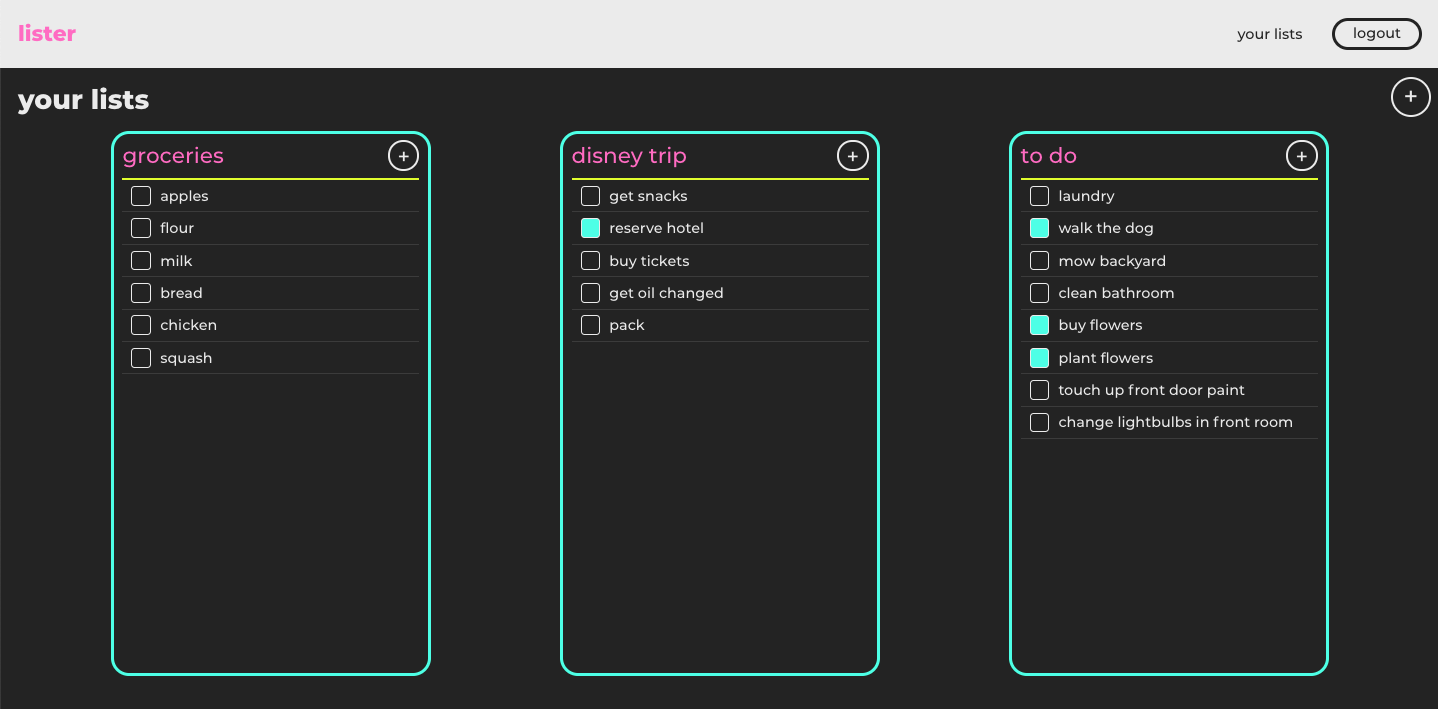 lister
your lists
logout
your lists
+
groceries
+
apples
flour
milk
bread
chicken
squash
disney trip
+
get snacks
reserve hotel
buy tickets
get oil changed
pack
to do
+
laundry
walk the dog
mow backyard
clean bathroom
buy flowers
plant flowers
touch up front door paint
change lightbulbs in front room